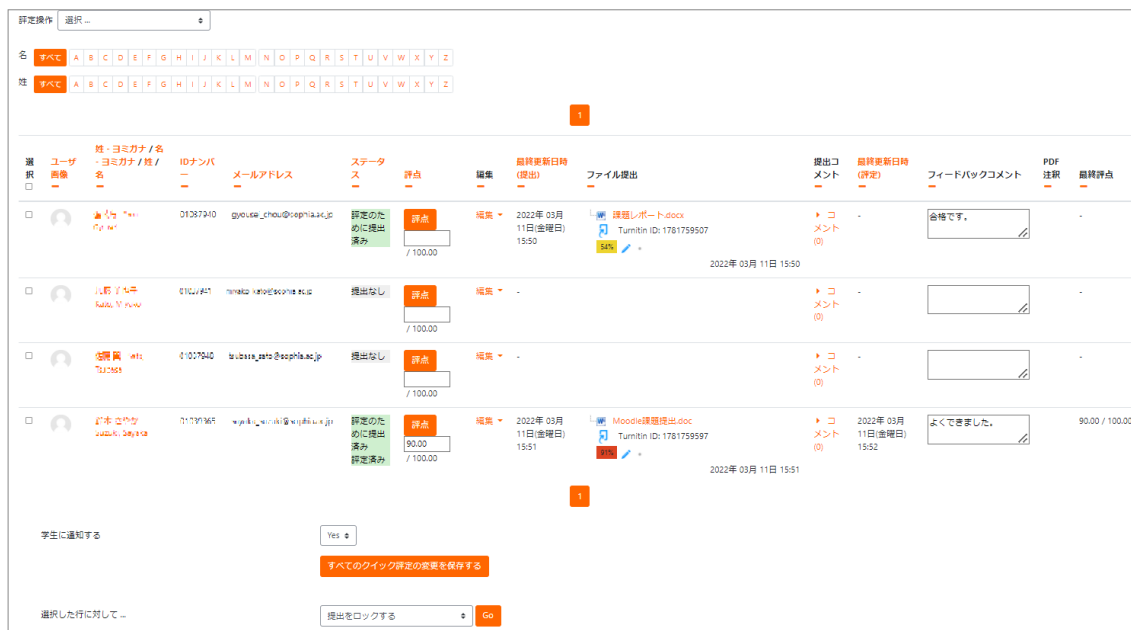 評定操作 選択 ...
名 すべて A B C D E F G H I J K L M N O P Q R S T U V W X Y Z
姓 すべて A B C D E F G H I J K L M N O P Q R S T U V W X Y Z
1
選択 ユーザ画像 姓 - ヨミガナ / 名 - ヨミガナ / 姓 / 名 IDナンバー メールアドレス ステータス 評点 編集 最終更新日時 (提出) ファイル提出 提出コメント 最終更新日時 (評定) フィードバックコメント PDF 注釈 最終評点
01037940 gyousei_chou@sophia.ac.jp 評定のために提出済み 評点 編集 2022年 03月 11日(金曜日) 15:50 課題レポート.docx コメント (0) - 合格です。 -
Turnitin ID: 1781759507
54%
/ 100.00
2022年 03月 11日 15:50
提出なし 評点 編集 - コメント (0) - -
/ 100.00
Tsubasa
tsubasa_sato@sophia.ac.jp 提出なし 評点 編集 - コメント (0) - -
/ 100.00
Suzuki, Sayaka
評定のために提出済み 評定済み 評点 編集 2022年 03月 11日(金曜日) 15:51 Moodle課題提出.doc コメント (0) 2022年 03月 11日(金曜日) 15:52 よくできました。 90.00 / 100.00
Turnitin ID: 1781759597
90.00
91%
/ 100.00
2022年 03月 11日 15:51
1
学生に通知する Yes
すべてのクイック評定の変更を保存する
選択した行に対して ... 提出をロックする Go